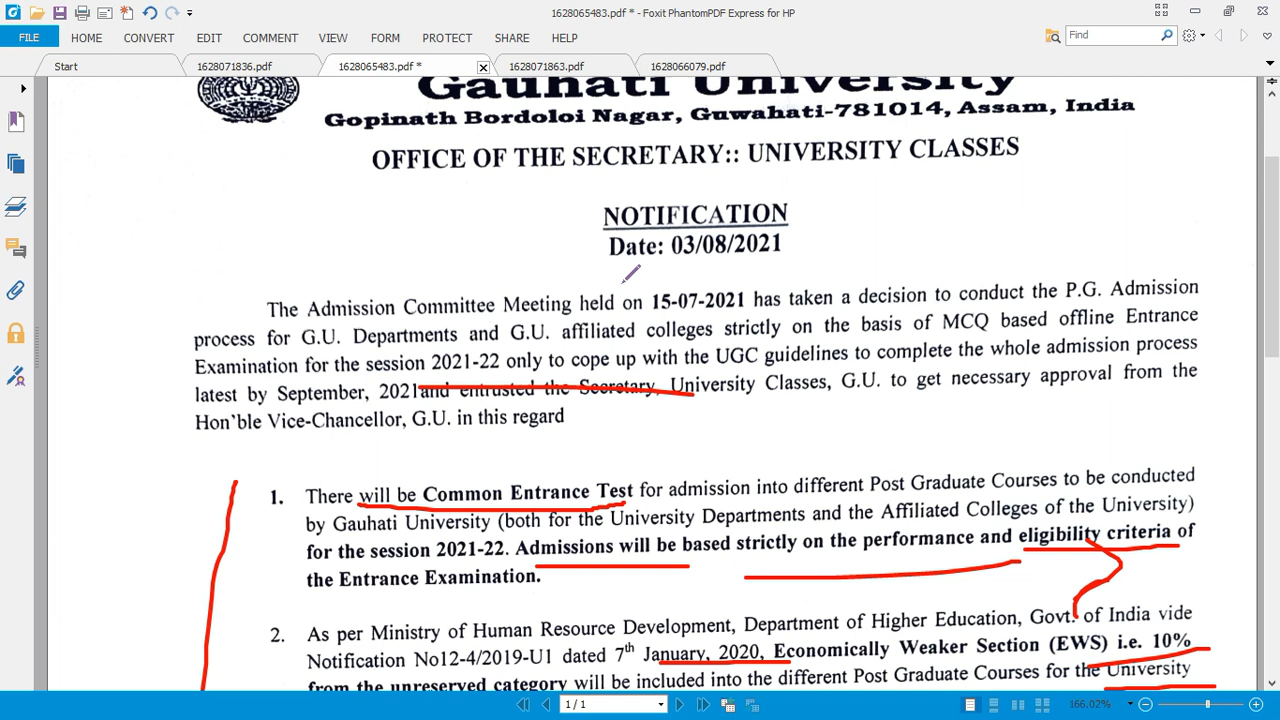 1628065483.pdf * - Foxit PhantomPDF Express for HP
FILE HOME CONVERT EDIT COMMENT VIEW FORM PROTECT SHARE HELP Find
Start 1628071836.pdf 1628065483.pdf * 1628071863.pdf 1628066079.pdf
Gauhati University
Gopinath Bordoloi Nagar, Guwahati-781014, Assam, India
OFFICE OF THE SECRETARY:: UNIVERSITY CLASSES
NOTIFICATION
Date: 03/08/2021
The Admission Committee Meeting held on 15-07-2021 has taken a decision to conduct the P.G. Admission
process for G.U. Departments and G.U. affiliated colleges strictly on the basis of MCQ based offline Entrance
Examination for the session 2021-22 only to cope up with the UGC guidelines to complete the whole admission process
latest by September, 2021and entrusted the Secretary, University Classes, G.U. to get necessary approval from the
Hon`ble Vice-Chancellor, G.U. in this regard
1. There will be Common Entrance Test for admission into different Post Graduate Courses to be conducted
by Gauhati University (both for the University Departments and the Affiliated Colleges of the University)
for the session 2021-22. Admissions will be based strictly on the performance and eligibility criteria of
the Entrance Examination.
2. As per Ministry of Human Resource Development, Department of Higher Education, Govt. of India vide
Notification No12-4/2019-U1 dated 7th January, 2020, Economically Weaker Section (EWS) i.e. 10%
from the unreserved category will be included into the different Post Graduate Courses for the University
1 / 1 166.02%